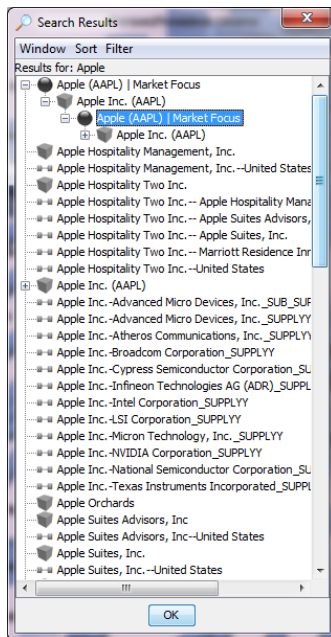 Search Results
Window Sort Filter
Results for: Apple
Apple (AAPL) | Market Focus
Apple Inc. (AAPL)
Apple (AAPL) | Market Focus
Apple Inc. (AAPL)
Apple Hospitality Management, Inc.
Apple Hospitality Management, Inc.--United States
Apple Hospitality Two Inc.
Apple Hospitality Two Inc.-- Apple Hospitality Mana
Apple Hospitality Two Inc.-- Apple Suites Advisors,
Apple Hospitality Two Inc.-- Apple Suites, Inc.
Apple Hospitality Two Inc.-- Marriott Residence Inr
Apple Hospitality Two Inc.--United States
Apple Inc. (AAPL)
Apple Inc.-Advanced Micro Devices, Inc._SUB_SUF
Apple Inc.-Advanced Micro Devices, Inc._SUPPLYY
Apple Inc.-Atheros Communications, Inc._SUPPLYY
Apple Inc.-Broadcom Corporation_SUPPLYY
Apple Inc.-Cypress Semiconductor Corporation_SU
Apple Inc.-Infineon Technologies AG (ADR)_SUPPL
Apple Inc.-Intel Corporation_SUPPLYY
Apple Inc.-LSI Corporation_SUPPLYY
Apple Inc.-Micron Technology, Inc._SUPPLYY
Apple Inc.-NVIDIA Corporation_SUPPLYY
Apple Inc.-National Semiconductor Corporation_SU
Apple Inc.-Texas Instruments Incorporated_SUPPL
Apple Orchards
Apple Suites Advisors, Inc
Apple Suites Advisors, Inc--United States
Apple Suites, Inc.
Apple Suites, Inc.--United States
OK